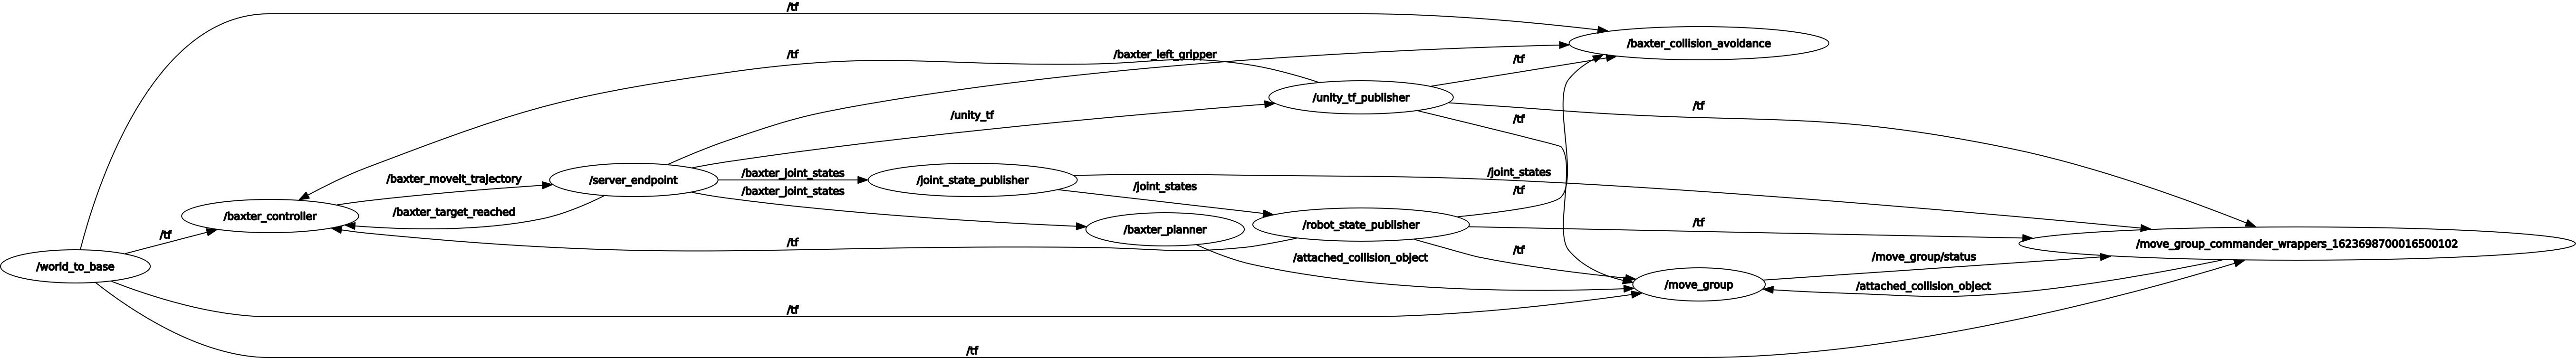 /tf
/baxter_collision_avoidance
/tf
/baxter_left_gripper
/tf
/unity_tf_publisher
/tf
/unity_tf
/tf
/baxter_moveit_trajectory
/server_endpoint
/baxter_joint_states
/baxter_joint_states
/joint_state_publisher
/joint_states
/joint_states
/tf
/baxter_controller
/baxter_target_reached
/baxter_planner
/robot_state_publisher
/tf
/tf
/tf
/tf
/move_group_commander_wrappers_1623698700016500102
/world_to_base
/attached_collision_object
/move_group/status
/move_group
/attached_collision_object
/tf
/tf